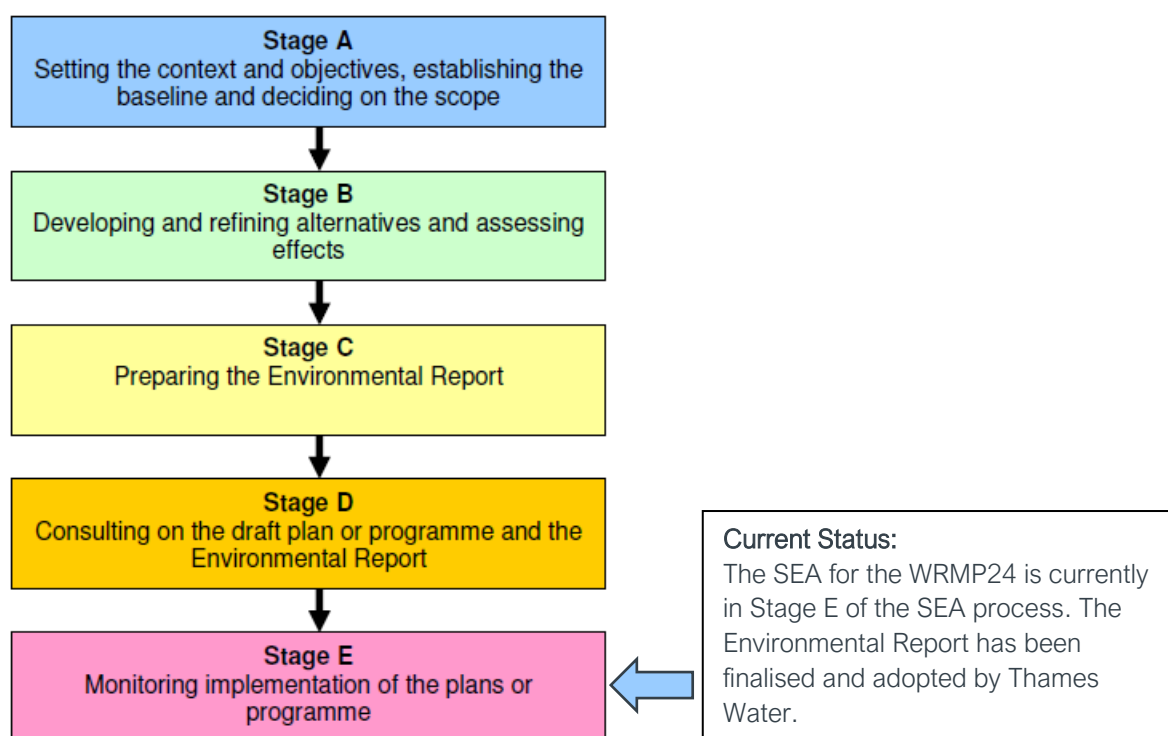 Stage A
Setting the context and objectives, establishing the
baseline and deciding on the scope
Stage B
Developing and refining alternatives and assessing
effects
Stage C
Preparing the Environmental Report
Stage D
Consulting on the draft plan or programme and the
Environmental Report
Stage E
Monitoring implementation of the plans or
programme
Current Status:
The SEA for the WRMP24 is currently
in Stage E of the SEA process. The
Environmental Report has been
finalised and adopted by Thames
Water.